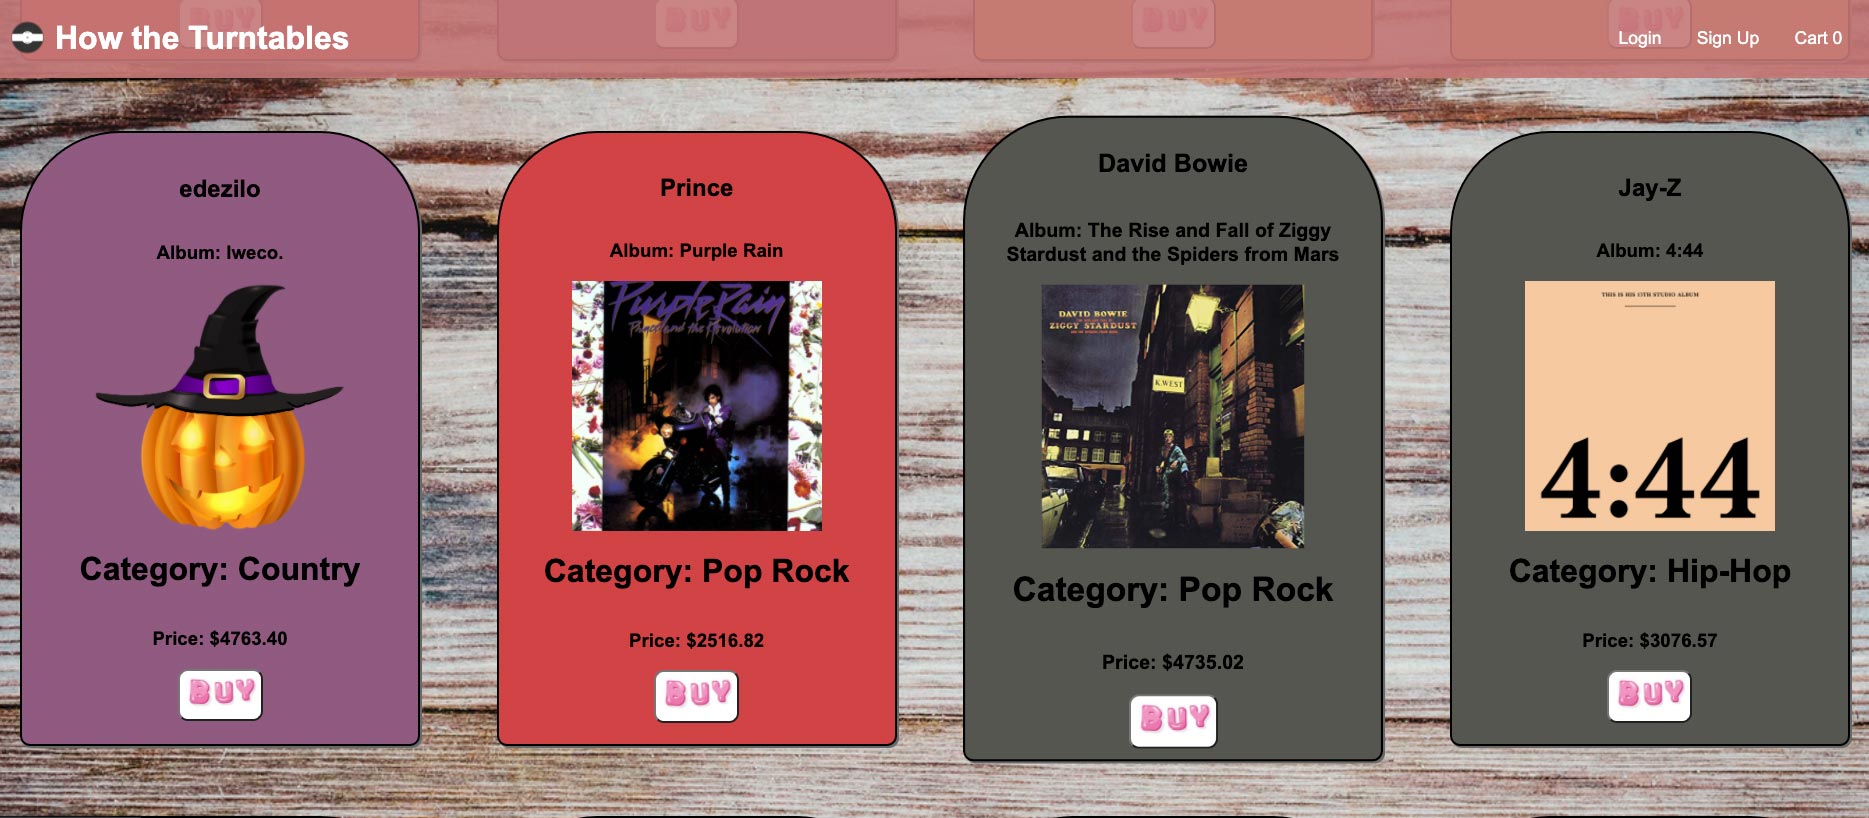 BUY BUY BUY BUY
How the Turntables
Login Sign Up Cart 0
edezilo
Album: Iweco.
Category: Country
Price: $4763.40
BUY
Prince
Album: Purple Rain
Purple Rain
Prince and the Revolution
Category: Pop Rock
Price: $2516.82
BUY
David Bowie
Album: The Rise and Fall of Ziggy
Stardust and the Spiders from Mars
DAVID BOWIE
ZIGGY STARDUST
K.WEST
Category: Pop Rock
Price: $4735.02
BUY
Jay-Z
Album: 4:44
THIS IS HIS 13TH STUDIO ALBUM
4:44
Category: Hip-Hop
Price: $3076.57
BUY